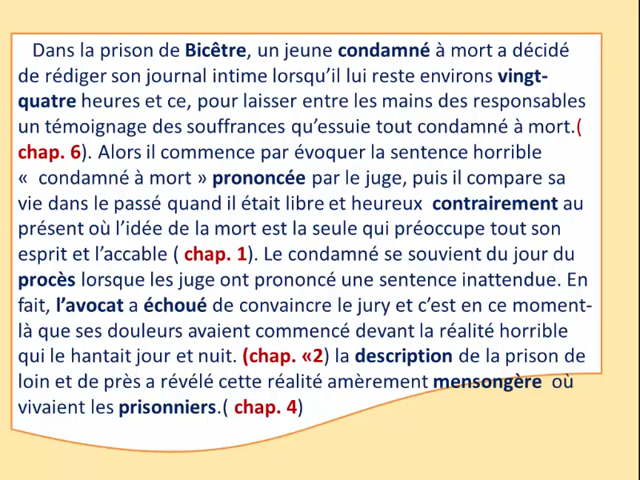 Dans la prison de Bicêtre, un jeune condamné à mort a décidé
de rédiger son journal intime lorsqu'il lui reste environs vingt-
quatre heures et ce, pour laisser entre les mains des responsables
un témoignage des souffrances qu'essuie tout condamné à mort.(
chap. 6). Alors il commence par évoquer la sentence horrible
« condamné à mort » prononcée par le juge, puis il compare sa
vie dans le passé quand il était libre et heureux contrairement au
présent où l'idée de la mort est la seule qui préoccupe tout son
esprit et l'accable ( chap. 1). Le condamné se souvient du jour du
procès lorsque les juge ont prononcé une sentence inattendue. En
fait, l'avocat a échoué de convaincre le jury et c'est en ce moment-
là que ses douleurs avaient commencé devant la réalité horrible
qui le hantait jour et nuit. (chap. «2) la description de la prison de
loin et de près a révélé cette réalité amèrement mensongère où
vivaient les prisonniers.( chap. 4)